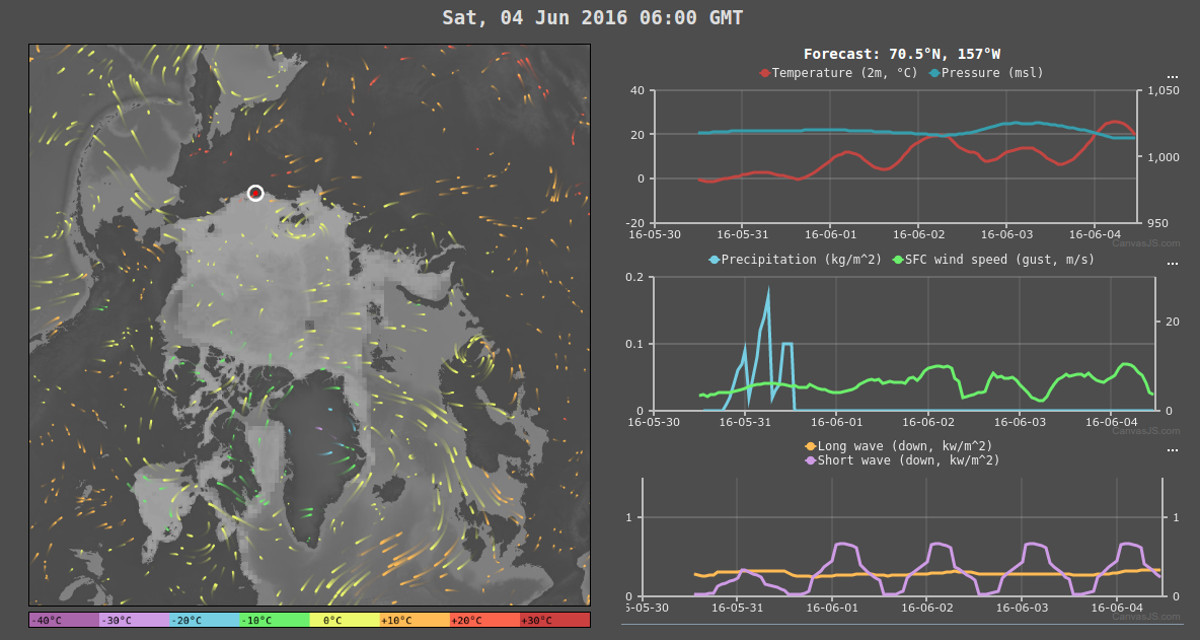 Sat, 04 Jun 2016 06:00 GMT
Forecast: 70.5°N, 157°W
Temperature (2m, °C) Pressure (msl)
...
40 1,050
20
1,000
0
-20 950
16-05-30 16-05-31 16-06-01 16-06-02 16-06-03 16-06-04
CanvasJS.com
Precipitation (kg/m^2) SFC wind speed (gust, m/s)
...
0.2
20
0.1
0 0
16-05-30 16-05-31 16-06-01 16-06-02 16-06-03 16-06-04
CanvasJS.com
Long wave (down, kw/m^2)
...
Short wave (down, kw/m^2)
1 1
0 0
5-05-30 16-05-31 16-06-01 16-06-02 16-06-03 16-06-04
CanvasJS.com
-40°C -30°C -20°C -10°C 0°C +10°C +20°C +30°C